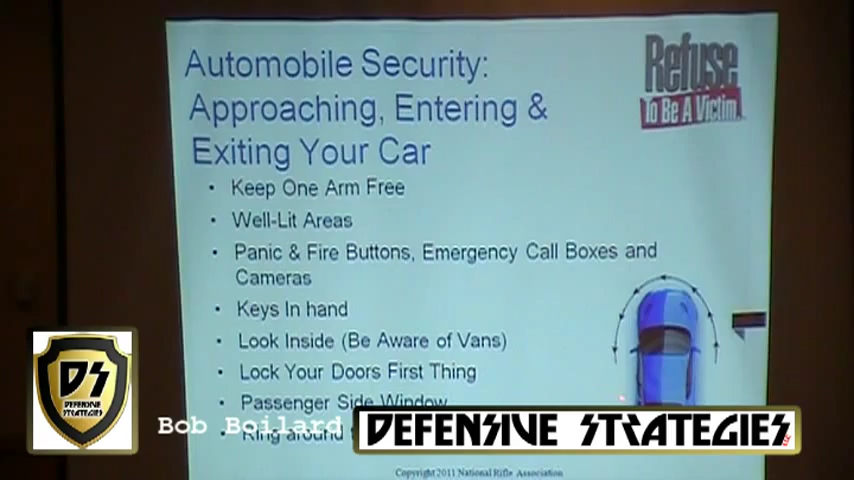 Automobile Security:
Approaching, Entering &
Exiting Your Car
Refuse
To Be A Victim
• Keep One Arm Free
• Well-Lit Areas
• Panic & Fire Buttons, Emergency Call Boxes and
Cameras
• Keys In hand
• Look Inside (Be Aware of Vans)
• Lock Your Doors First Thing
• Passenger Side Window
• Ring around
DS
DEFENSIVE
STRATEGIES
Bob Boilard
DEFENSIVE STRATEGIES
Copyright 2011 National Rifle Association